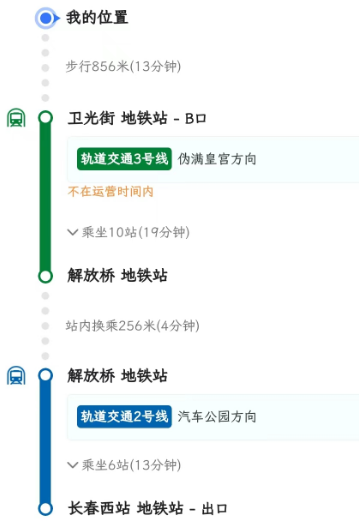 我的位置
步行856米(13分钟)
卫光街 地铁站 - B口
轨道交通3号线 伪满皇宫方向
不在运营时间内
乘坐10站(19分钟)
解放桥 地铁站
站内换乘256米(4分钟)
解放桥 地铁站
轨道交通2号线 汽车公园方向
乘坐6站(13分钟)
长春西站 地铁站 - 出口